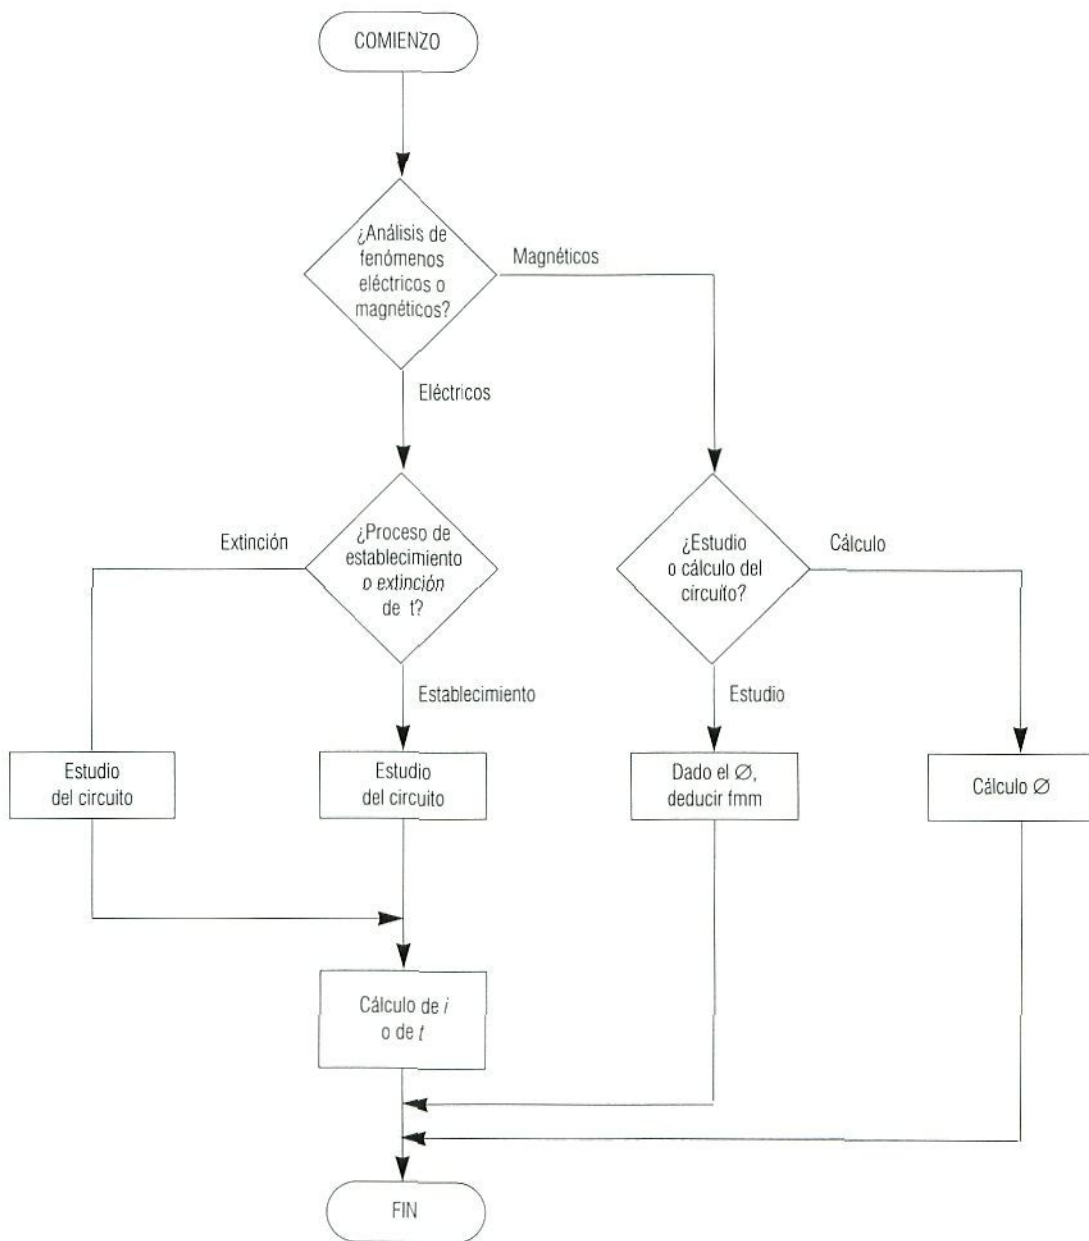 COMIENZO
¿Análisis de
fenómenos
eléctricos o
magnéticos?
Magnéticos
Eléctricos
Extinción
¿Proceso de
establecimiento
o extinción
de t?
¿Estudio
o cálculo del
circuíto?
Cálculo
Establecimiento
Estudio
Estudio
del circuito
Estudio
del circuito
Dado el ∅,
deducir fmm
Cálculo ∅
Cálculo de i
o de t
FIN